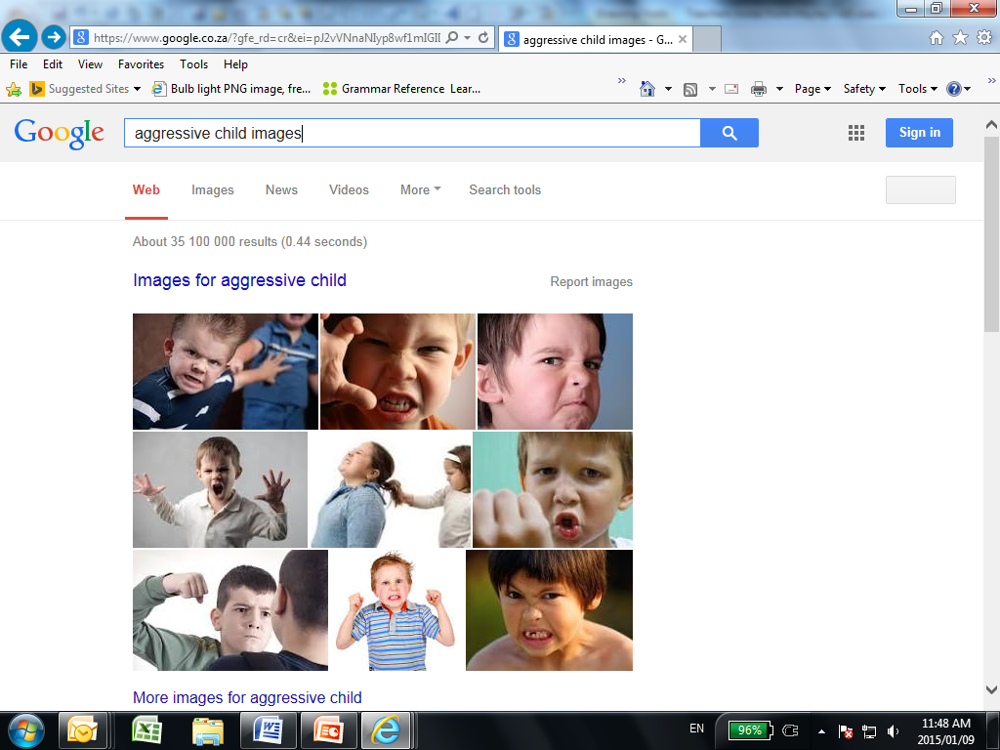 https://www.google.co.za/?gfe_rd=cr&ei=pJ2vVNnaNIyp8wf1mIGII
aggressive child images - G...
File Edit View Favorites Tools Help
Suggested Sites Bulb light PNG image, fre... Grammar Reference Lear... Page Safety Tools
Google aggressive child images Sign in
Web Images News Videos More Search tools
About 35 100 000 results (0.44 seconds)
Images for aggressive child Report images
More images for aggressive child
EN 96% 11:48 AM
2015/01/09